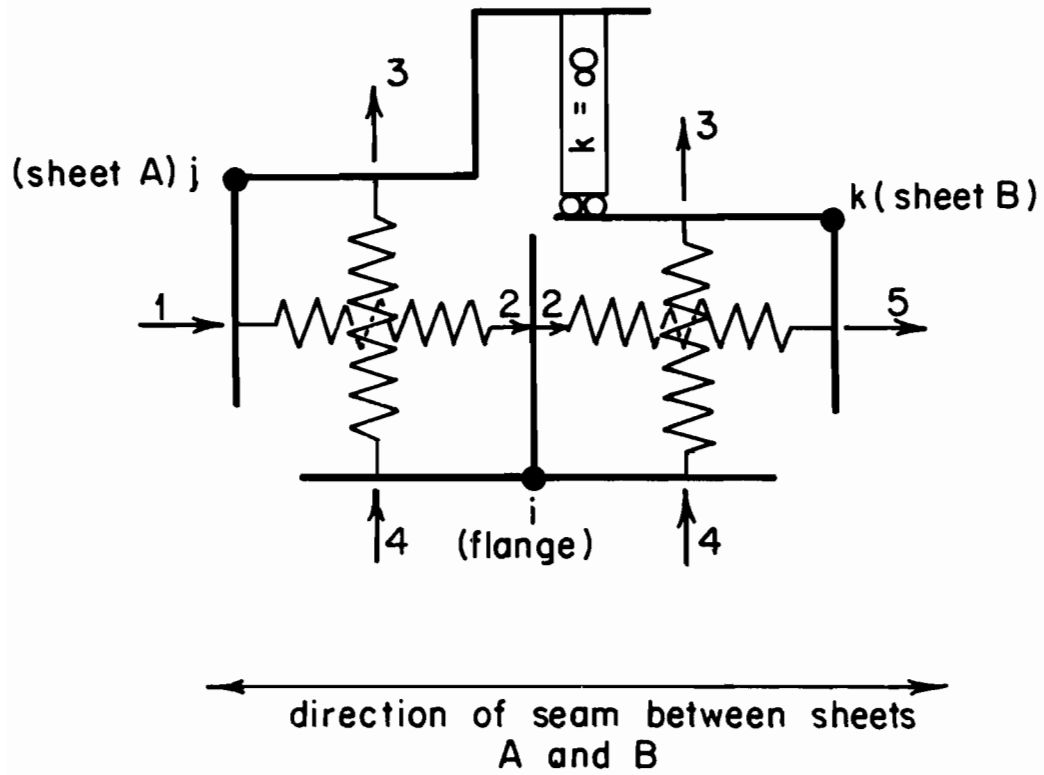 3
k = ∞
3
(sheet A) j
k (sheet B)
1
2
2
5
4
i
4
(flange)
direction of seam between sheets
A and B